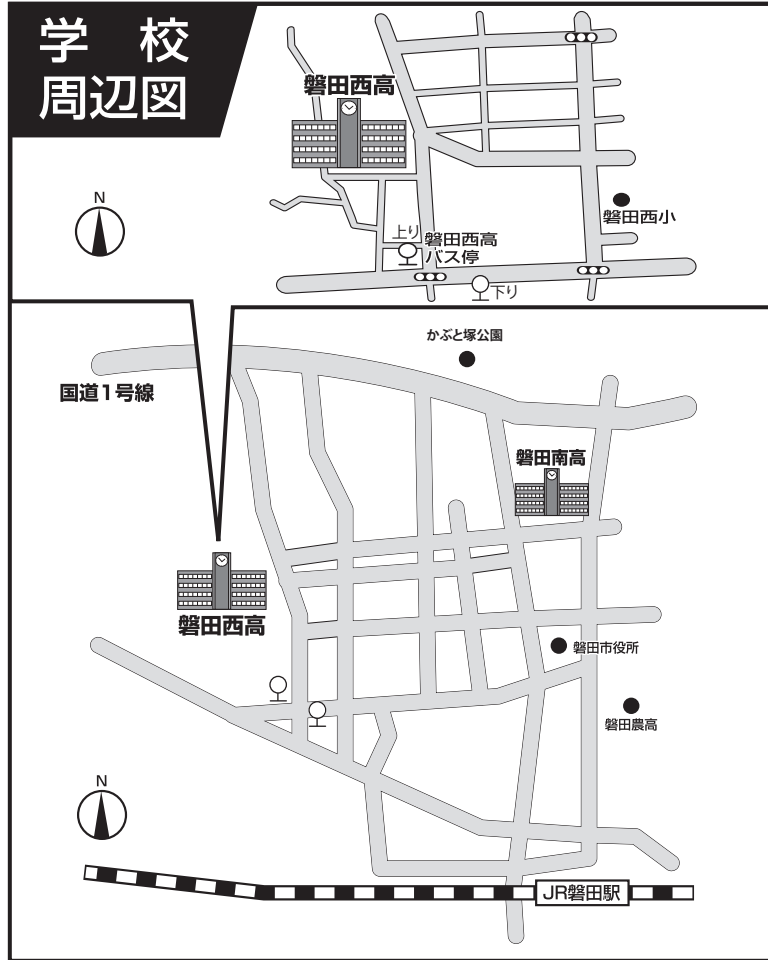 学　校
周辺図
磐田西高
N
磐田西小
上り
磐田西高
バス停
下り
かぶと塚公園
国道1号線
磐田南高
磐田西高
磐田市役所
磐田農高
N
JR磐田駅